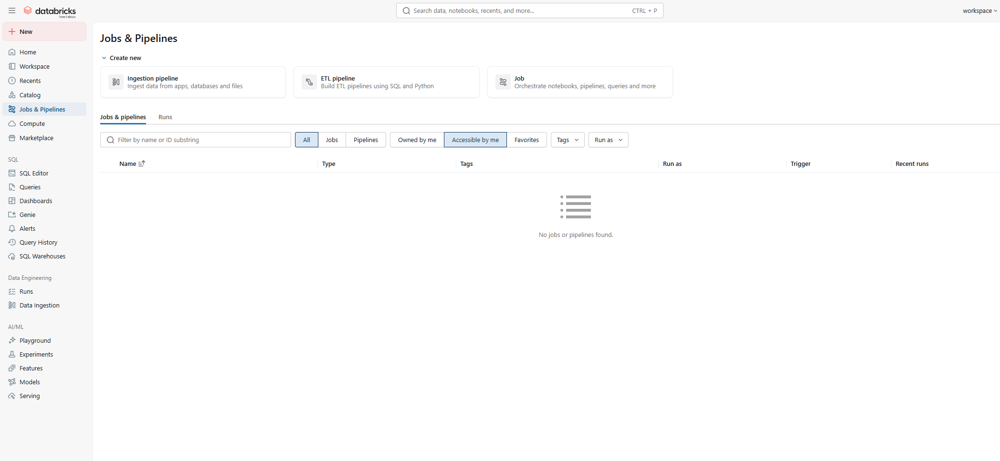 databricks
Free Edition
Search data, notebooks, recents, and more...
CTRL + P
workspace
New
Home
Workspace
Recents
Catalog
Jobs & Pipelines
Compute
Marketplace
SQL
SQL Editor
Queries
Dashboards
Genie
Alerts
Query History
SQL Warehouses
Data Engineering
Runs
Data Ingestion
AI/ML
Playground
Experiments
Features
Models
Serving
Jobs & Pipelines
Create new
Ingestion pipeline
Ingest data from apps, databases and files
ETL pipeline
Build ETL pipelines using SQL and Python
Job
Orchestrate notebooks, pipelines, queries and more
Jobs & pipelines
Runs
Filter by name or ID substring
All
Jobs
Pipelines
Owned by me
Accessible by me
Favorites
Tags
Run as
Name
Type
Tags
Run as
Trigger
Recent runs
No jobs or pipelines found.